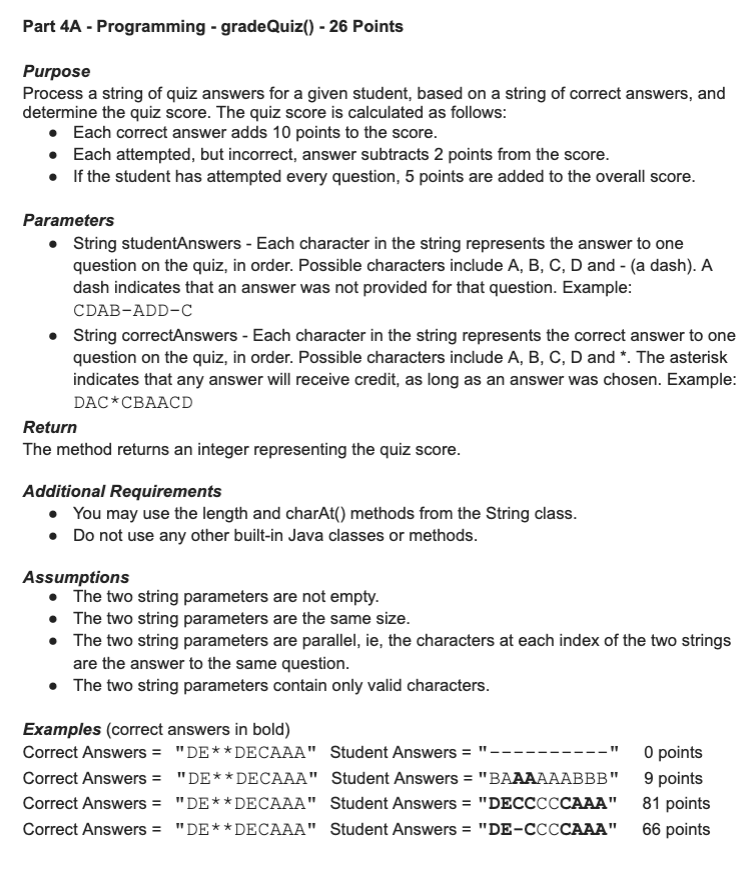 Part 4A - Programming - gradeQuiz() - 26 Points
Purpose
Process a string of quiz answers for a given student, based on a string of correct answers, and
determine the quiz score. The quiz score is calculated as follows:
● Each correct answer adds 10 points to the score.
● Each attempted, but incorrect, answer subtracts 2 points from the score.
● If the student has attempted every question, 5 points are added to the overall score.
Parameters
● String studentAnswers - Each character in the string represents the answer to one
question on the quiz, in order. Possible characters include A, B, C, D and - (a dash). A
dash indicates that an answer was not provided for that question. Example:
CDAB-ADD-C
● String correctAnswers - Each character in the string represents the correct answer to one
question on the quiz, in order. Possible characters include A, B, C, D and *. The asterisk
indicates that any answer will receive credit, as long as an answer was chosen. Example:
DAC*CBAACD
Return
The method returns an integer representing the quiz score.
Additional Requirements
● You may use the length and charAt() methods from the String class.
● Do not use any other built-in Java classes or methods.
Assumptions
● The two string parameters are not empty.
● The two string parameters are the same size.
● The two string parameters are parallel, ie, the characters at each index of the two strings
are the answer to the same question.
● The two string parameters contain only valid characters.
Examples (correct answers in bold)
Correct Answers = "DE**DECAAA" Student Answers = "----------" 0 points
Correct Answers = "DE**DECAAA" Student Answers = "BAAAAAABBB" 9 points
Correct Answers = "DE**DECAAA" Student Answers = "DECCCCCAAA" 81 points
Correct Answers = "DE**DECAAA" Student Answers = "DE-CCCCAAA" 66 points